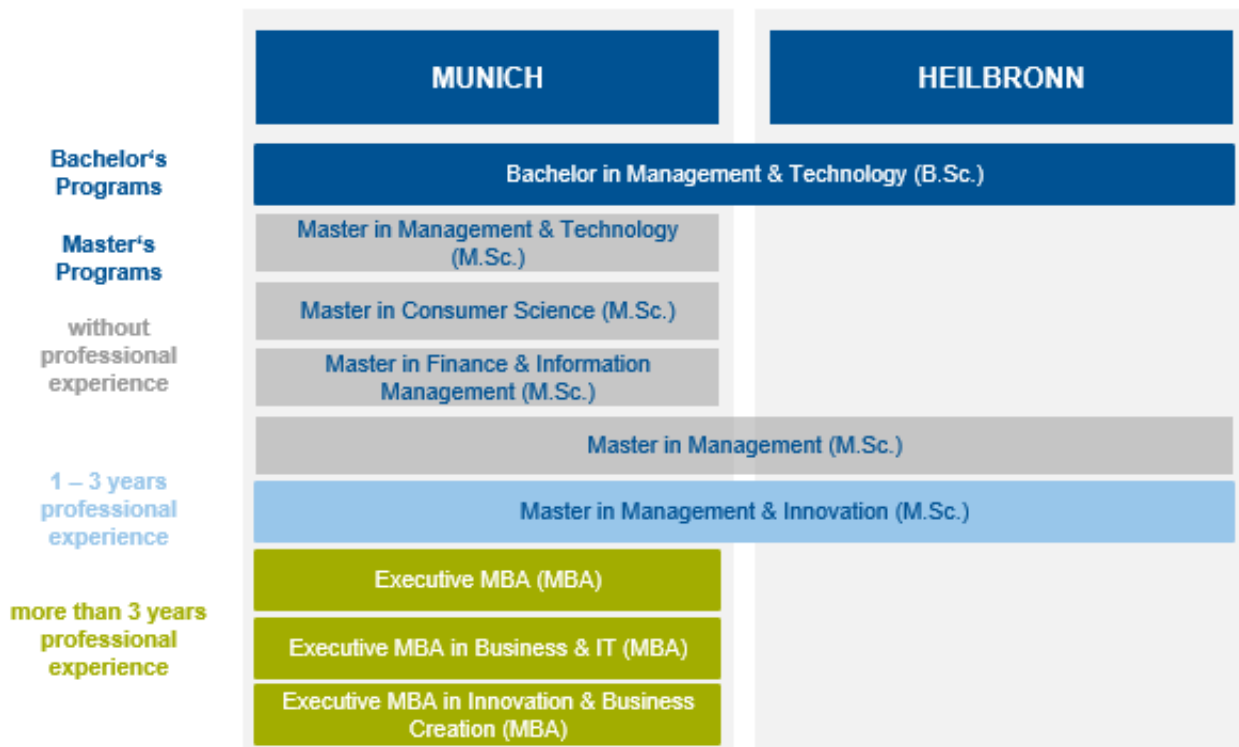 MUNICH
HEILBRONN
Bachelor‘s
Programs
Bachelor in Management & Technology (B.Sc.)
Master‘s
Programs
Master in Management & Technology
(M.Sc.)
without
professional
experience
Master in Consumer Science (M.Sc.)
Master in Finance & Information
Management (M.Sc.)
Master in Management (M.Sc.)
1 – 3 years
professional
experience
Master in Management & Innovation (M.Sc.)
more than 3 years
professional
experience
Executive MBA (MBA)
Executive MBA in Business & IT (MBA)
Executive MBA in Innovation & Business
Creation (MBA)